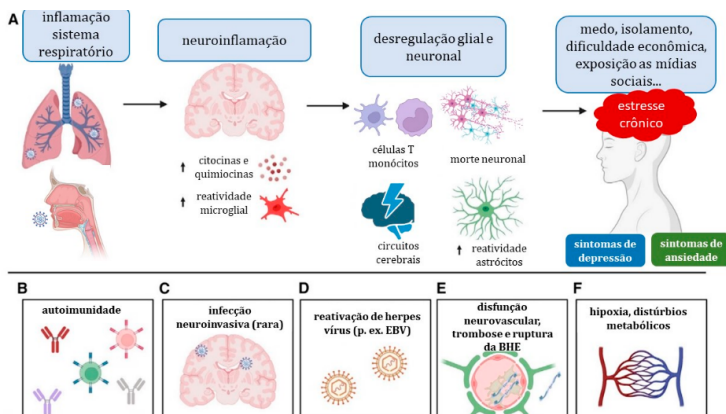 A
inflamação
sistema
respiratório
neuroinflamação
desregulação glial e
neuronal
medo, isolamento,
dificuldade econômica,
exposição as mídias
sociais...
estresse
crônico
citocinas e
quimiocinas
reatividade
microglial
células T
monócitos
morte neuronal
circuitos
cerebrais
reatividade
astrócitos
sintomas de
depressão
sintomas de
ansiedade
B
autoimunidade
C
infecção
neuroinvasiva (rara)
D
reativação de herpes
vírus (p. ex. EBV)
E
disfunção
neurovascular,
trombose e ruptura
da BHE
F
hipoxia, distúrbios
metabólicos